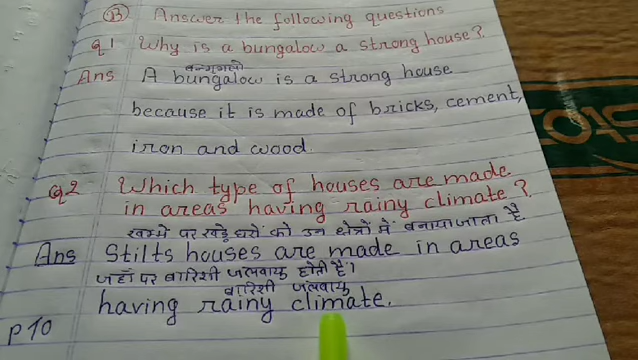 (B) Answer the following questions
Q1 Why is a bungalow a strong house?
बन्गलो
Ans A bungalow is a strong house
because it is made of bricks, cement,
iron and wood.
Q2 Which type of houses are made
in areas having rainy climate?
खम्भे पर खड़े घरों को उन क्षेत्रों में बनाया जाता है
Ans Stilts houses are made in areas
जहाँ पर बारिशी जलवायु होती है।
बारिशी जलवायु
having rainy climate.
P 10